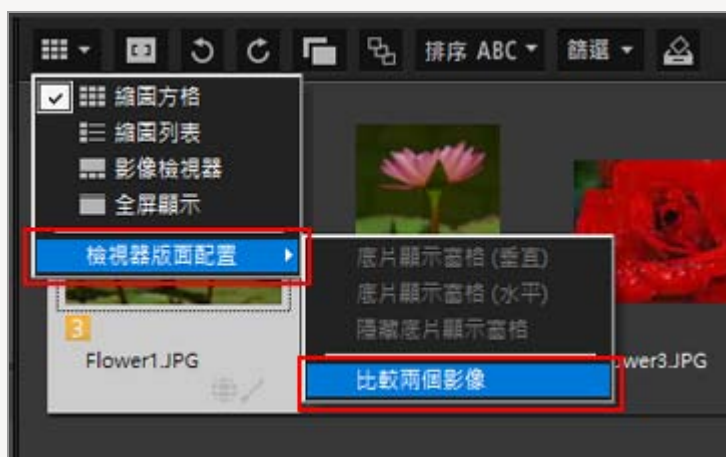 排序 ABC
篩選
縮圖方格
縮圖列表
影像檢視器
全屏顯示
檢視器版面配置
底片顯示窗格 (垂直)
底片顯示窗格 (水平)
隱藏底片顯示窗格
比較兩個影像
3
Flower1.JPG
ower3.JPG